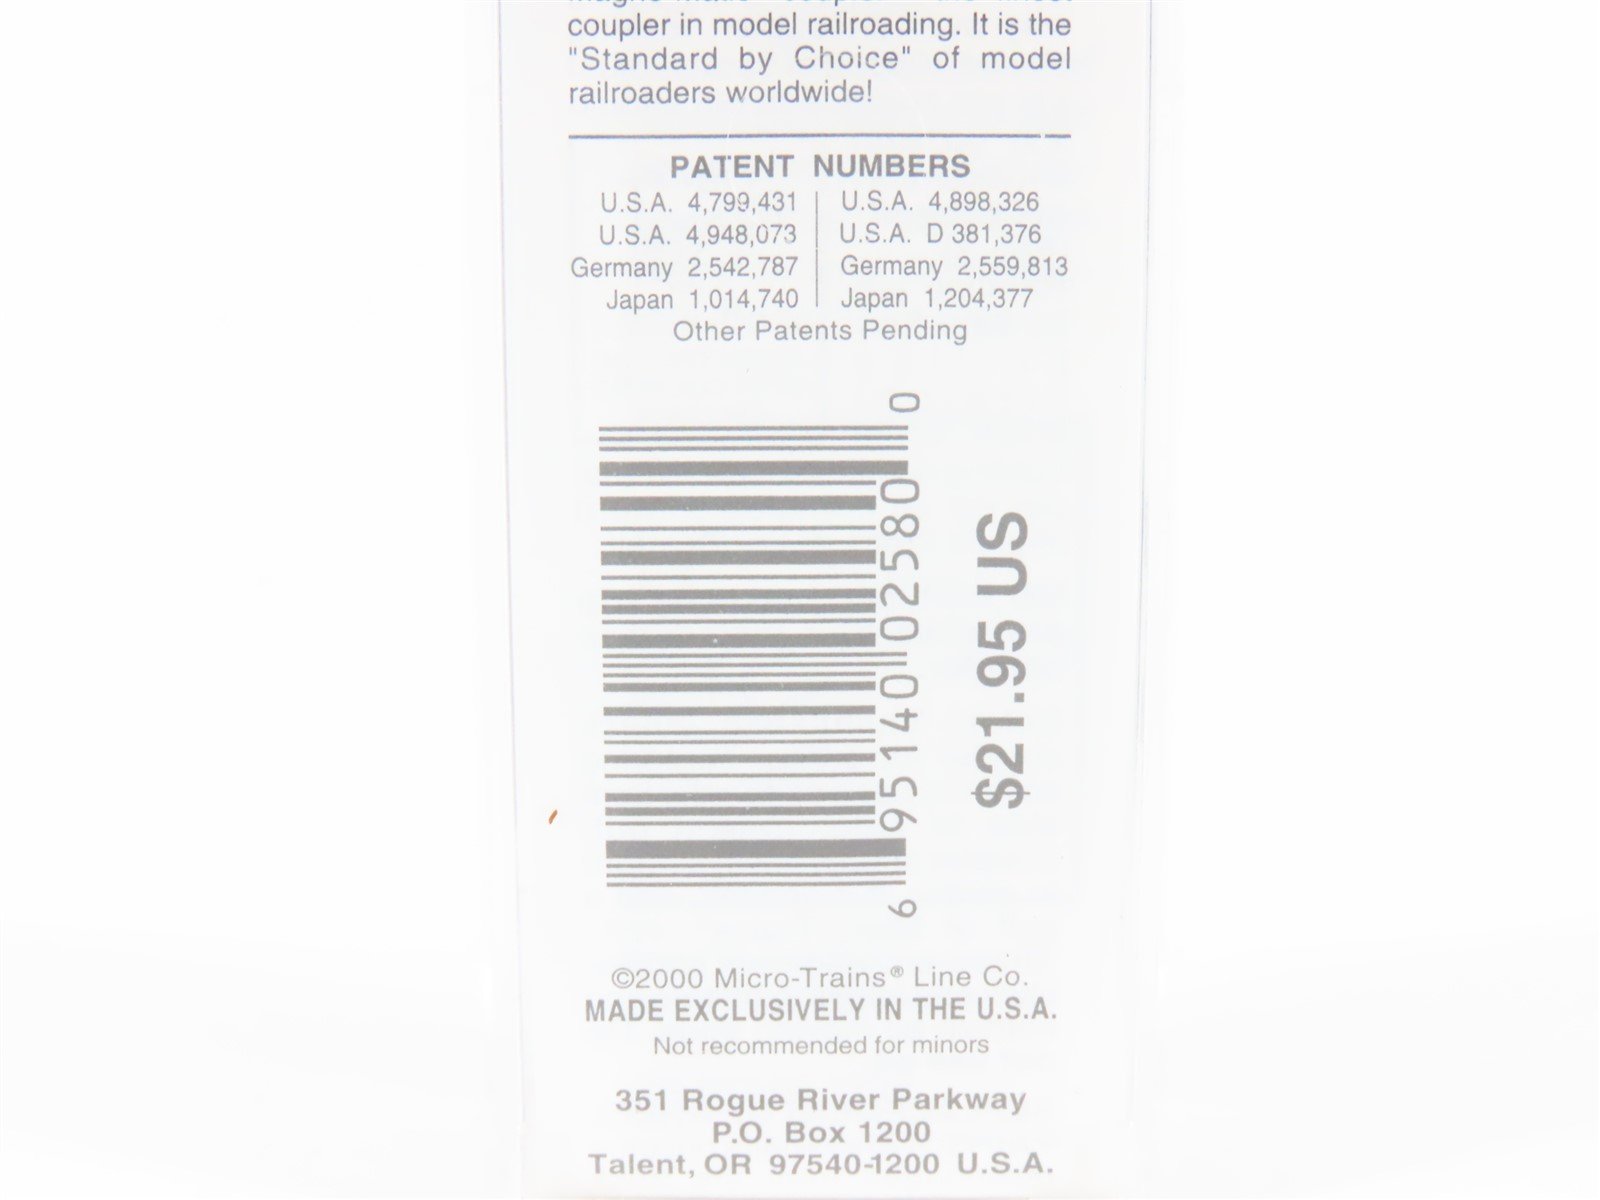 coupler in model railroading. It is the
"Standard by Choice" of model
railroaders worldwide!
PATENT NUMBERS
U.S.A. 4,799,431 | U.S.A. 4,898,326
U.S.A. 4,948,073 | U.S.A. D 381,376
Germany 2,542,787 | Germany 2,559,813
Japan 1,014,740 | Japan 1,204,377
Other Patents Pending
6 95140 02580 0
$21.95 US
©2000 Micro-Trains® Line Co.
MADE EXCLUSIVELY IN THE U.S.A.
Not recommended for minors
351 Rogue River Parkway
P.O. Box 1200
Talent, OR 97540-1200 U.S.A.